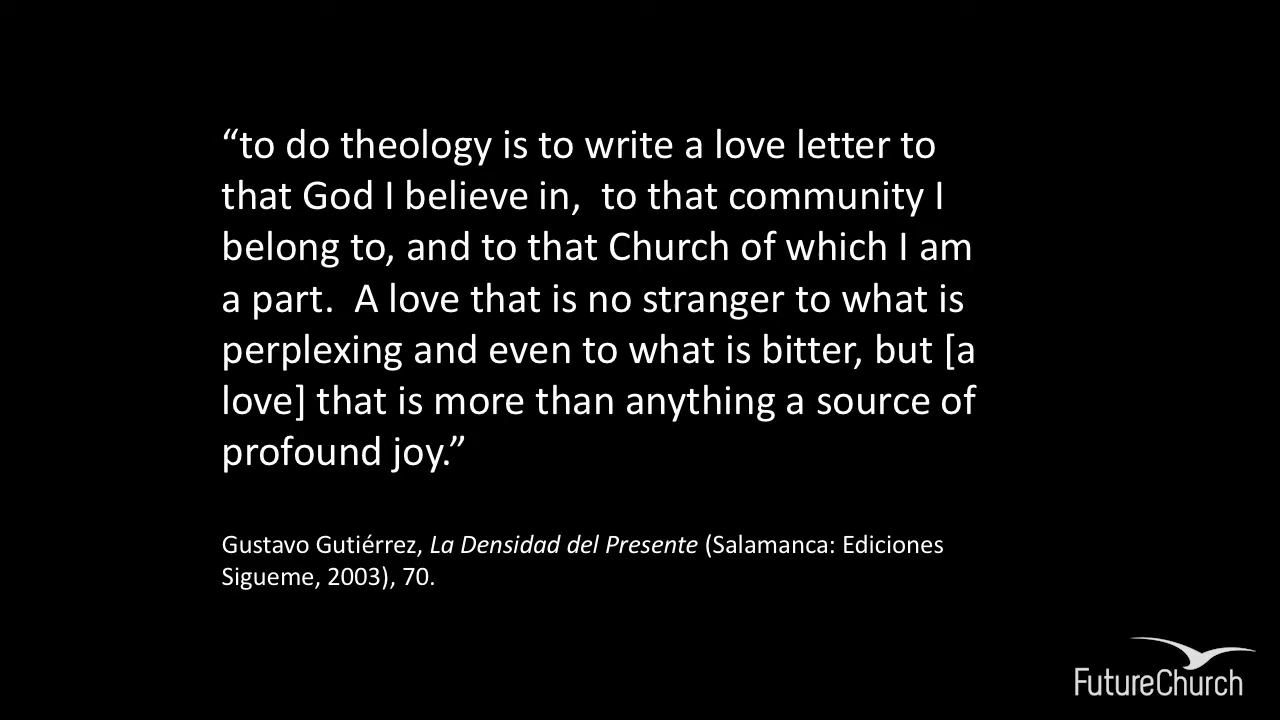 “to do theology is to write a love letter to
that God I believe in,  to that community I
belong to, and to that Church of which I am
a part.  A love that is no stranger to what is
perplexing and even to what is bitter, but [a
love] that is more than anything a source of
profound joy.”
Gustavo Gutiérrez, La Densidad del Presente (Salamanca: Ediciones
Sigueme, 2003), 70.
FutureChurch